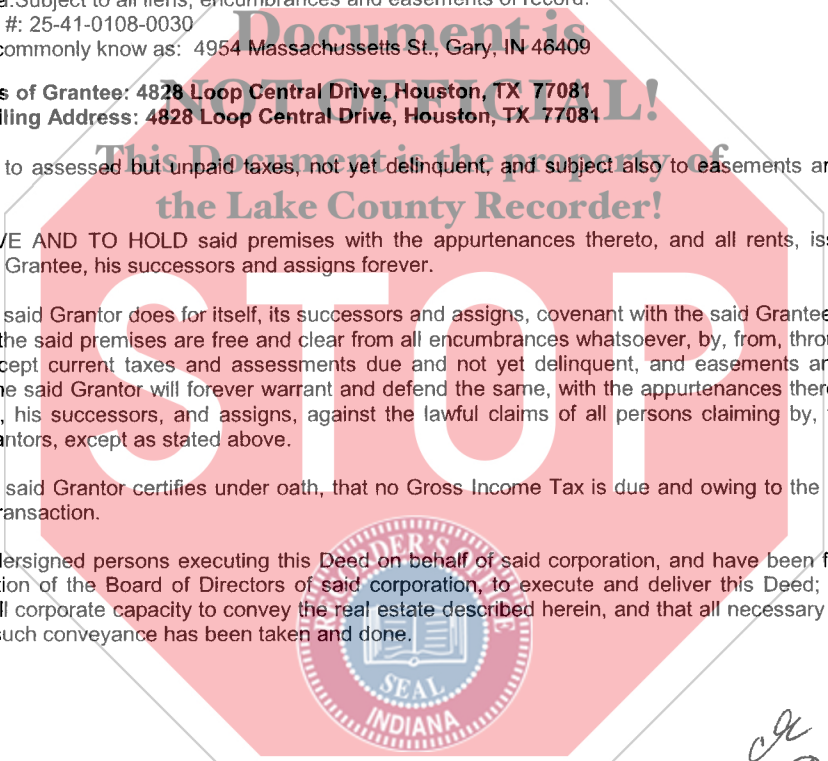 Subject to all liens, encumbrances and easements of record.
#: 25-41-0108-0030
commonly know as: 4954 Massachussetts St., Gary, IN 46409
Document is
s of Grantee: 4828 Loop Central Drive, Houston, TX 77081
NOT OFFICIAL!
ling Address: 4828 Loop Central Drive, Houston, TX 77081
This Document is the property of
to assessed but unpaid taxes, not yet delinquent, and subject also to easements an
the Lake County Recorder!
VE AND TO HOLD said premises with the appurtenances thereto, and all rents, iss
Grantee, his successors and assigns forever.
said Grantor does for itself, its successors and assigns, covenant with the said Grantee
the said premises are free and clear from all encumbrances whatsoever, by, from, throu
cept current taxes and assessments due and not yet delinquent, and easements an
ne said Grantor will forever warrant and defend the same, with the appurtenances there
, his successors, and assigns, against the lawful claims of all persons claiming by,
antors, except as stated above.
STOP
said Grantor certifies under oath, that no Gross Income Tax is due and owing to the
ransaction.
dersigned persons executing this Deed on behalf of said corporation, and have been f
tion of the Board of Directors of said corporation, to execute and deliver this Deed;
ll corporate capacity to convey the real estate described herein, and that all necessary
such conveyance has been taken and done.
RECORDER'S OFFICE
SEAL
INDIANA